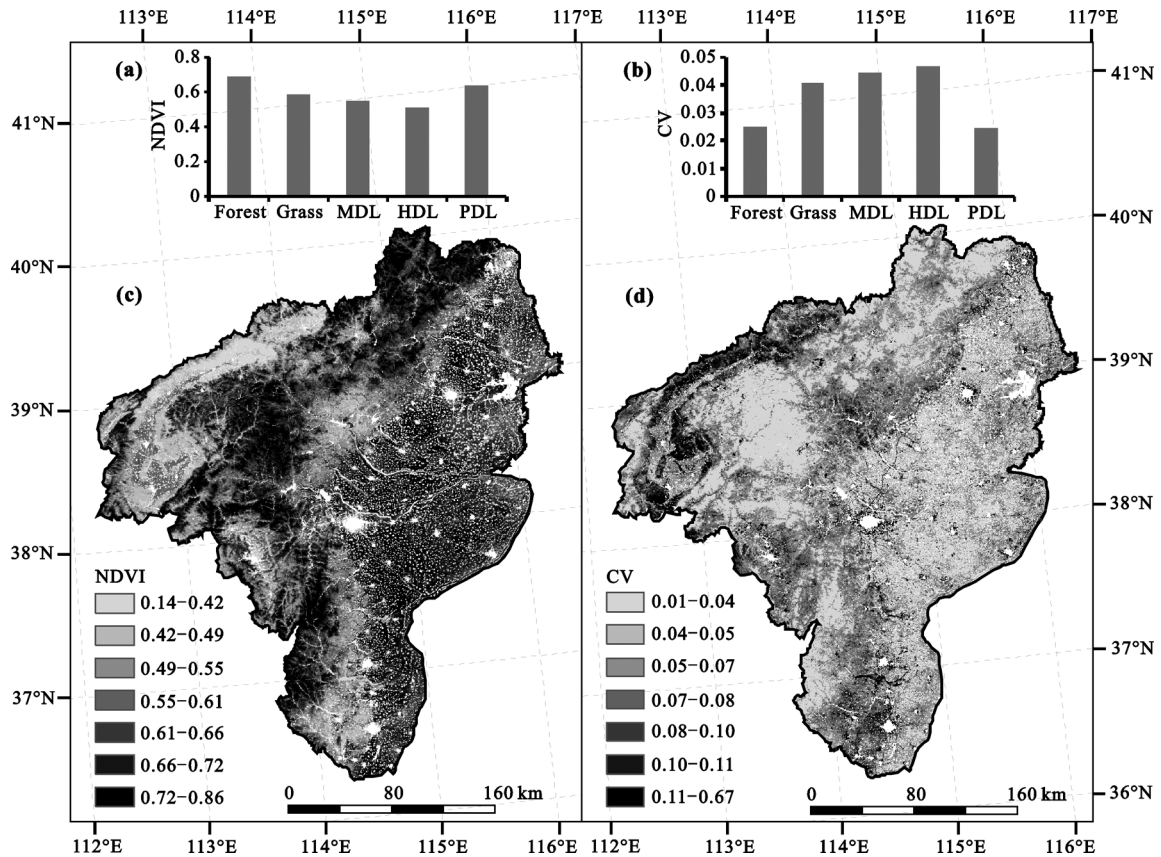 113°E 114°E 115°E 116°E 117°E 113°E 114°E 115°E 116°E 117°E
(a)
NDVI
0.8
0.6
0.4
0.2
0
Forest Grass MDL HDL PDL
(b)
CV
0.05
0.04
0.03
0.02
0.01
0.00
Forest Grass MDL HDL PDL
41°N
40°N
39°N
38°N
37°N
41°N
40°N
39°N
38°N
37°N
36°N
(c)
NDVI
0.14–0.42
0.42–0.49
0.49–0.55
0.55–0.61
0.61–0.66
0.66–0.72
0.72–0.86
0 80 160 km
(d)
CV
0.01–0.04
0.04–0.05
0.05–0.07
0.07–0.08
0.08–0.10
0.10–0.11
0.11–0.67
0 80 160 km
112°E 113°E 114°E 115°E 116°E 112°E 113°E 114°E 115°E 116°E